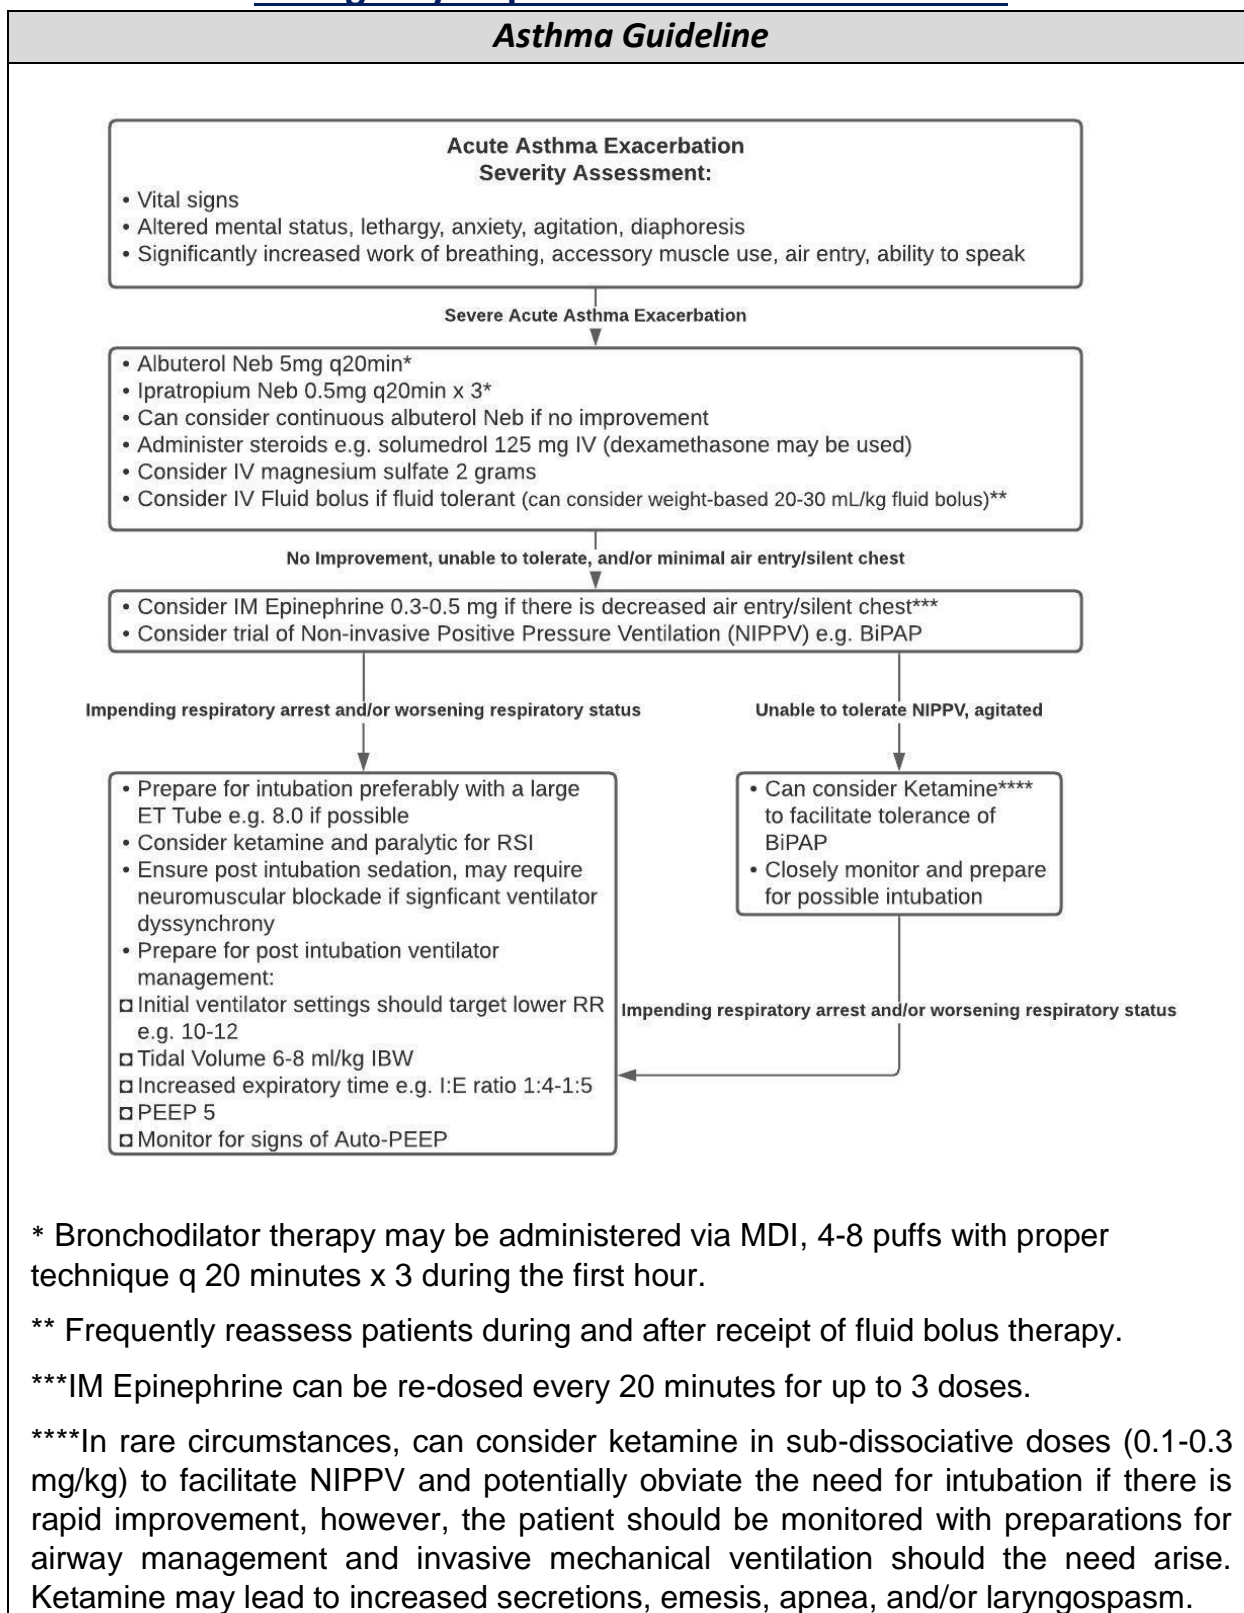 Asthma Guideline
Acute Asthma Exacerbation
Severity Assessment:
• Vital signs
• Altered mental status, lethargy, anxiety, agitation, diaphoresis
• Significantly increased work of breathing, accessory muscle use, air entry, ability to speak
Severe Acute Asthma Exacerbation
• Albuterol Neb 5mg q20min*
• Ipratropium Neb 0.5mg q20min x 3*
• Can consider continuous albuterol Neb if no improvement
• Administer steroids e.g. solumedrol 125 mg IV (dexamethasone may be used)
• Consider IV magnesium sulfate 2 grams
• Consider IV Fluid bolus if fluid tolerant (can consider weight-based 20-30 mL/kg fluid bolus)**
No Improvement, unable to tolerate, and/or minimal air entry/silent chest
• Consider IM Epinephrine 0.3-0.5 mg if there is decreased air entry/silent chest***
• Consider trial of Non-invasive Positive Pressure Ventilation (NIPPV) e.g. BiPAP
Impending respiratory arrest and/or worsening respiratory status
Unable to tolerate NIPPV, agitated
• Prepare for intubation preferably with a large
ET Tube e.g. 8.0 if possible
• Consider ketamine and paralytic for RSI
• Ensure post intubation sedation, may require
neuromuscular blockade if signficant ventilator
dyssynchrony
• Prepare for post intubation ventilator
management:
◘ Initial ventilator settings should target lower RR
e.g. 10-12
◘ Tidal Volume 6-8 ml/kg IBW
◘ Increased expiratory time e.g. I:E ratio 1:4-1:5
◘ PEEP 5
◘ Monitor for signs of Auto-PEEP
• Can consider Ketamine****
to facilitate tolerance of
BiPAP
• Closely monitor and prepare
for possible intubation
Impending respiratory arrest and/or worsening respiratory status
* Bronchodilator therapy may be administered via MDI, 4-8 puffs with proper
technique q 20 minutes x 3 during the first hour.
** Frequently reassess patients during and after receipt of fluid bolus therapy.
***IM Epinephrine can be re-dosed every 20 minutes for up to 3 doses.
****In rare circumstances, can consider ketamine in sub-dissociative doses (0.1-0.3
mg/kg) to facilitate NIPPV and potentially obviate the need for intubation if there is
rapid improvement, however, the patient should be monitored with preparations for
airway management and invasive mechanical ventilation should the need arise.
Ketamine may lead to increased secretions, emesis, apnea, and/or laryngospasm.